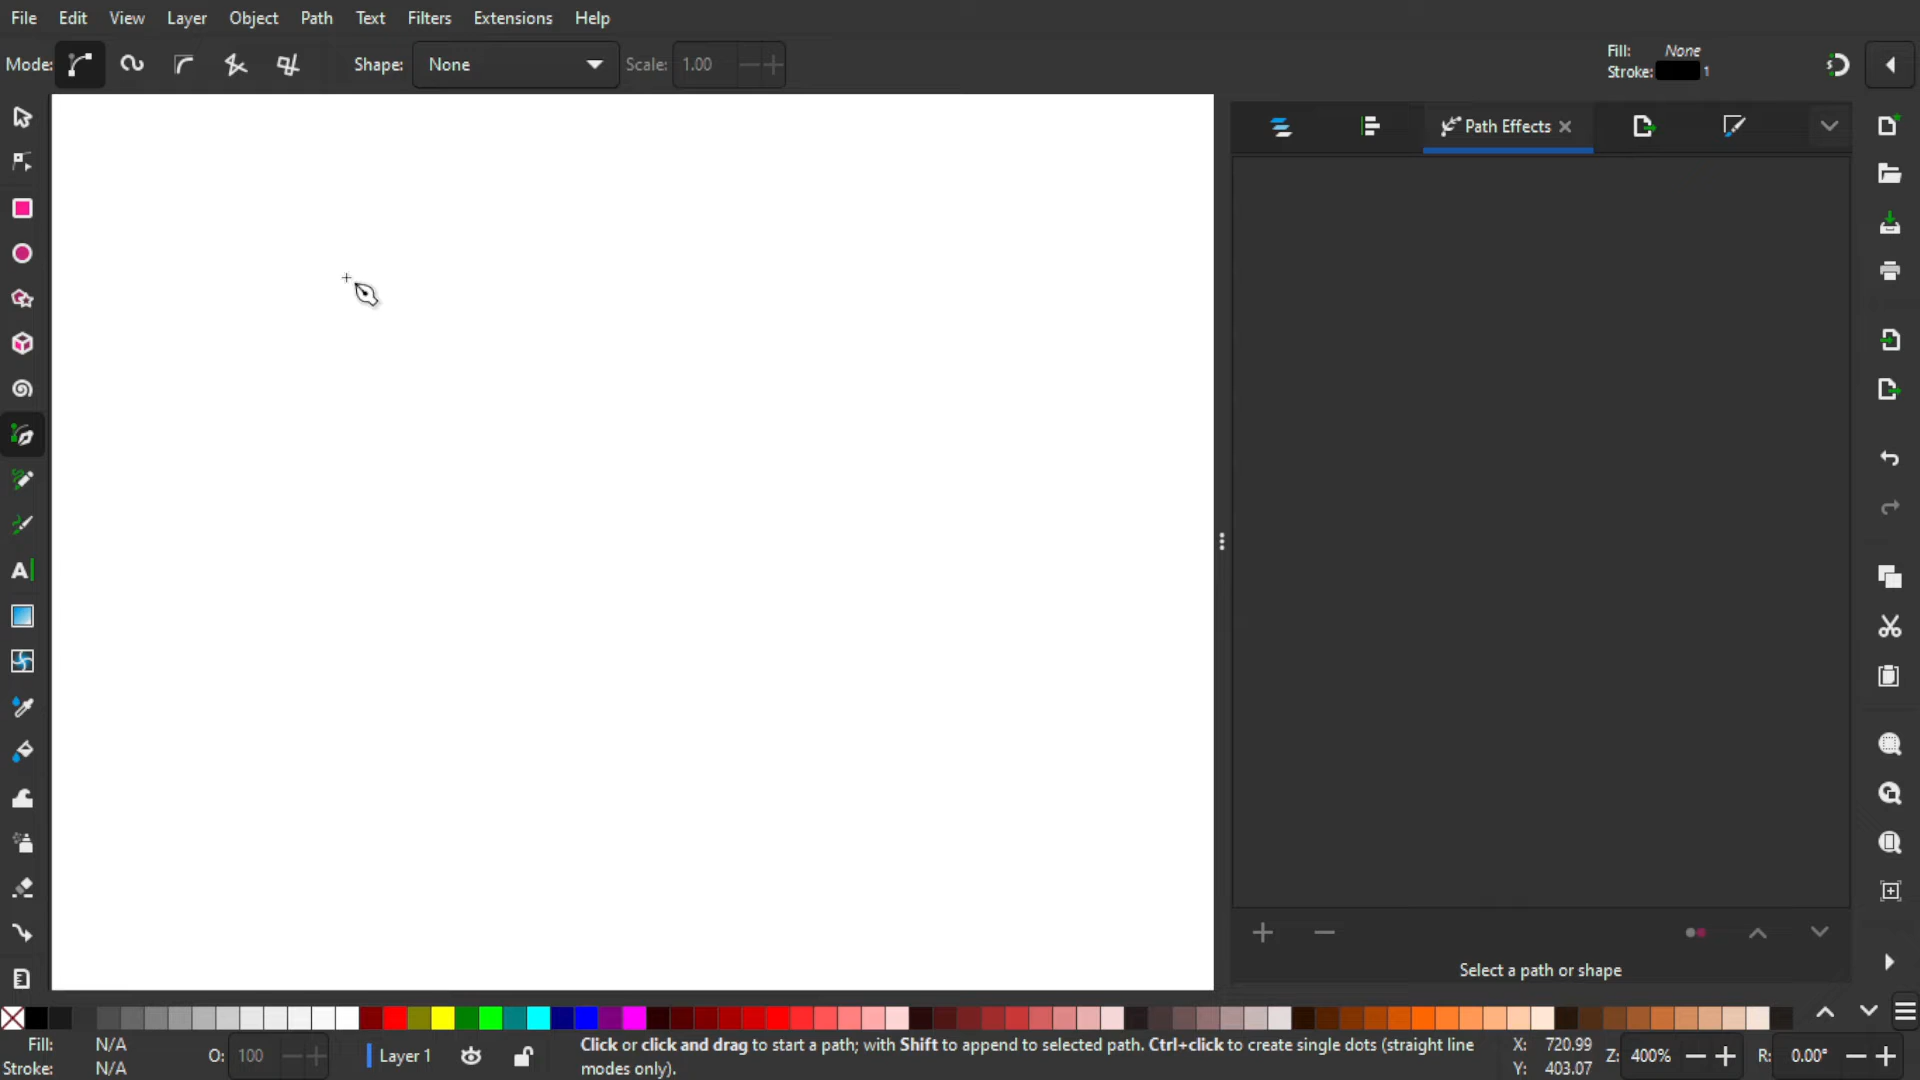 File Edit View Layer Object Path Text Filters Extensions Help
Mode: Shape: None Scale: 1.00
Fill: None
Stroke: 1
Path Effects
Select a path or shape
Fill: N/A
Stroke: N/A
O: 100
Layer 1
Click or click and drag to start a path; with Shift to append to selected path. Ctrl+click to create single dots (straight line
modes only).
X: 720.99
Y: 403.07
Z: 400%
R: 0.00°